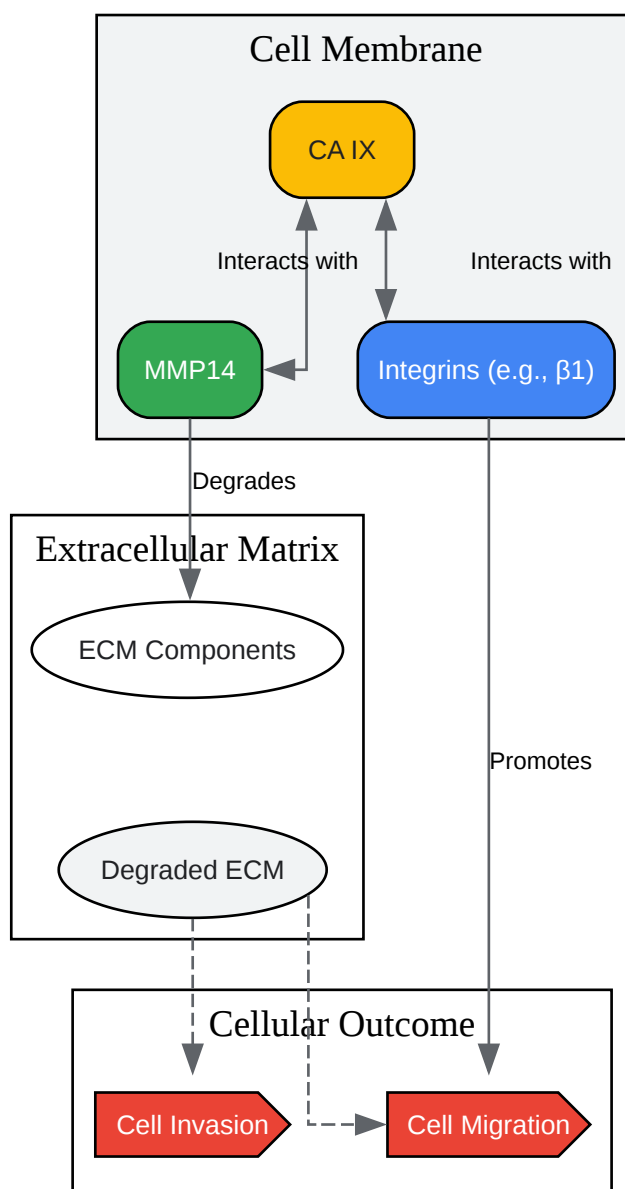 Cell Membrane
CA IX
Interacts with
Interacts with
MMP14
Integrins (e.g., β1)
Degrades
Extracellular Matrix
ECM Components
Promotes
Degraded ECM
Cellular Outcome
Cell Invasion
Cell Migration